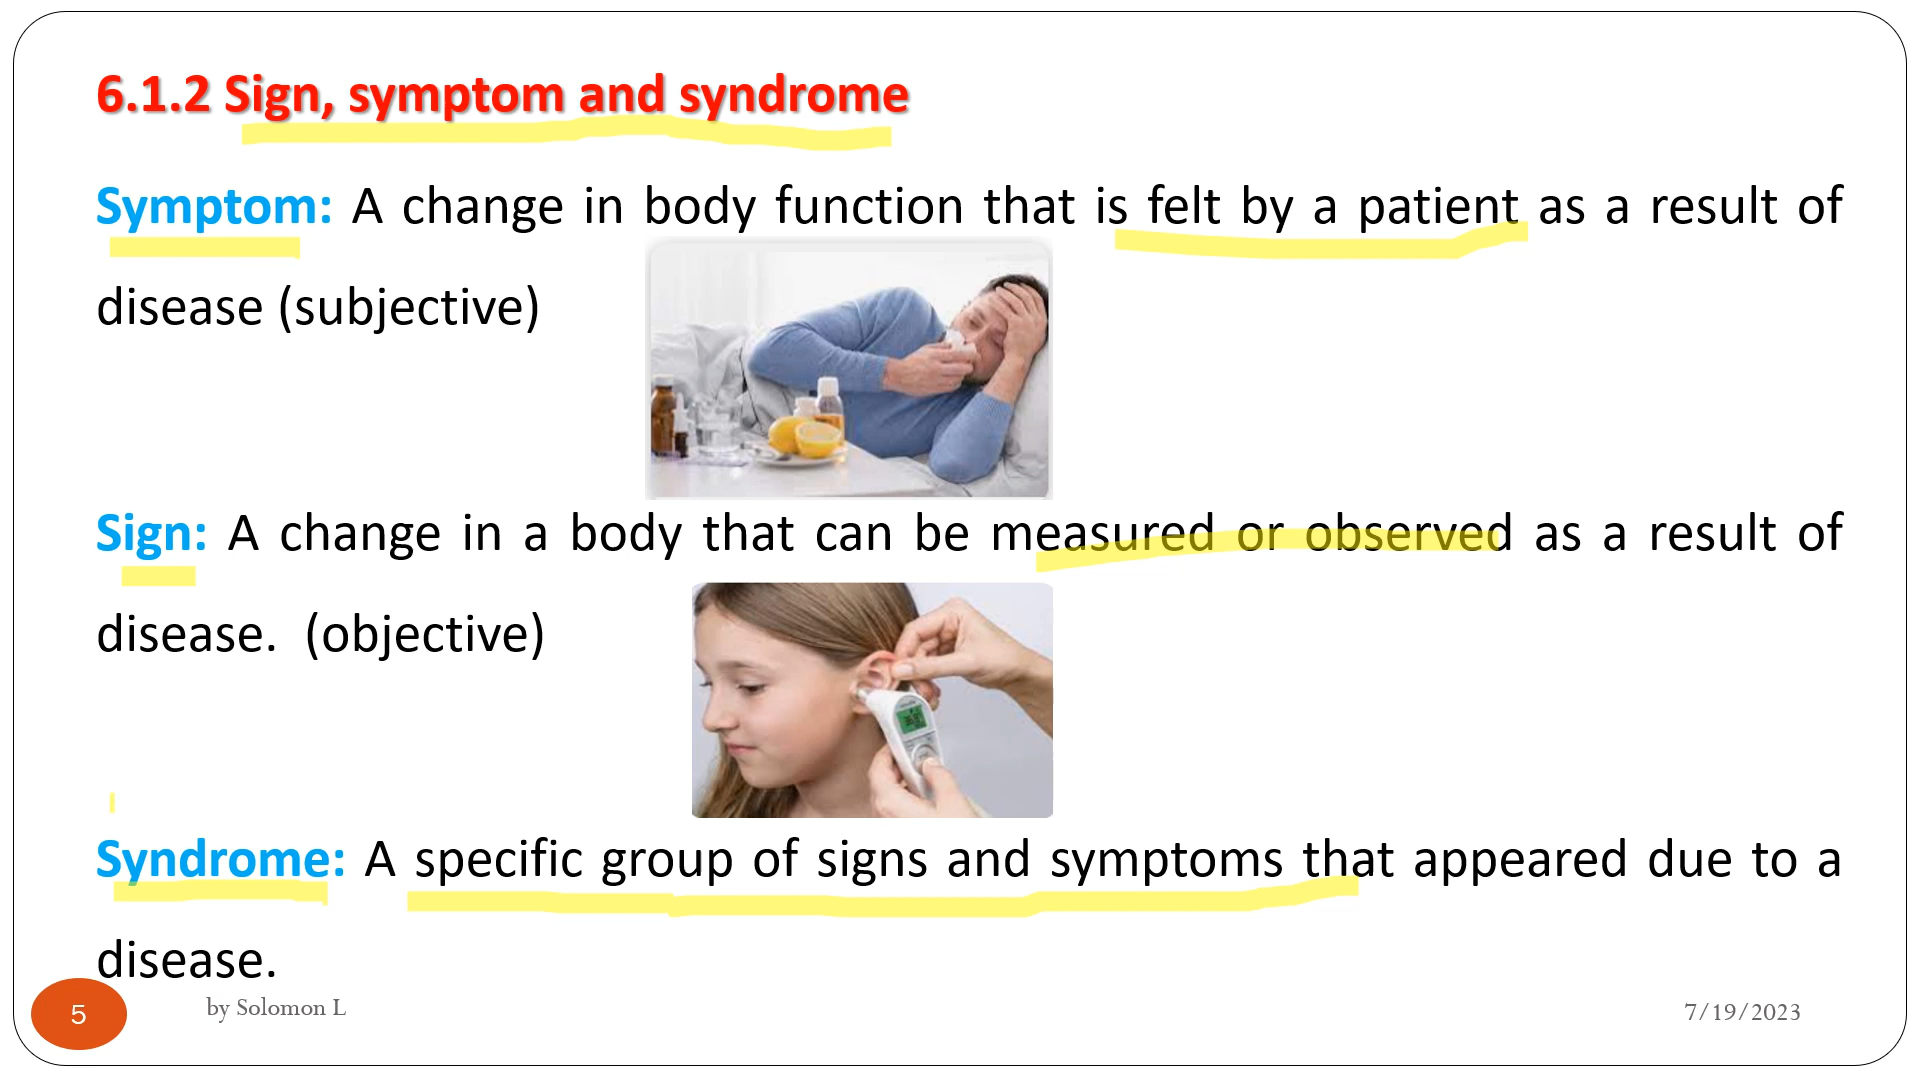 6.1.2 Sign, symptom and syndrome
Symptom: A change in body function that is felt by a patient as a result of
disease (subjective)
Sign: A change in a body that can be measured or observed as a result of
disease. (objective)
Syndrome: A specific group of signs and symptoms that appeared due to a
disease.
5
by Solomon L
7/19/2023